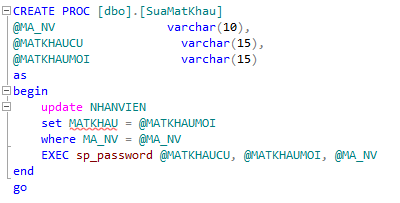 CREATE PROC [dbo].[SuaMatKhau]
@MA_NV varchar(10),
@MATKHAUCU varchar(15),
@MATKHAUMOI varchar(15)
as
begin
update NHANVIEN
set MATKHAU = @MATKHAUMOI
where MA_NV = @MA_NV
EXEC sp_password @MATKHAUCU, @MATKHAUMOI, @MA_NV
end
go